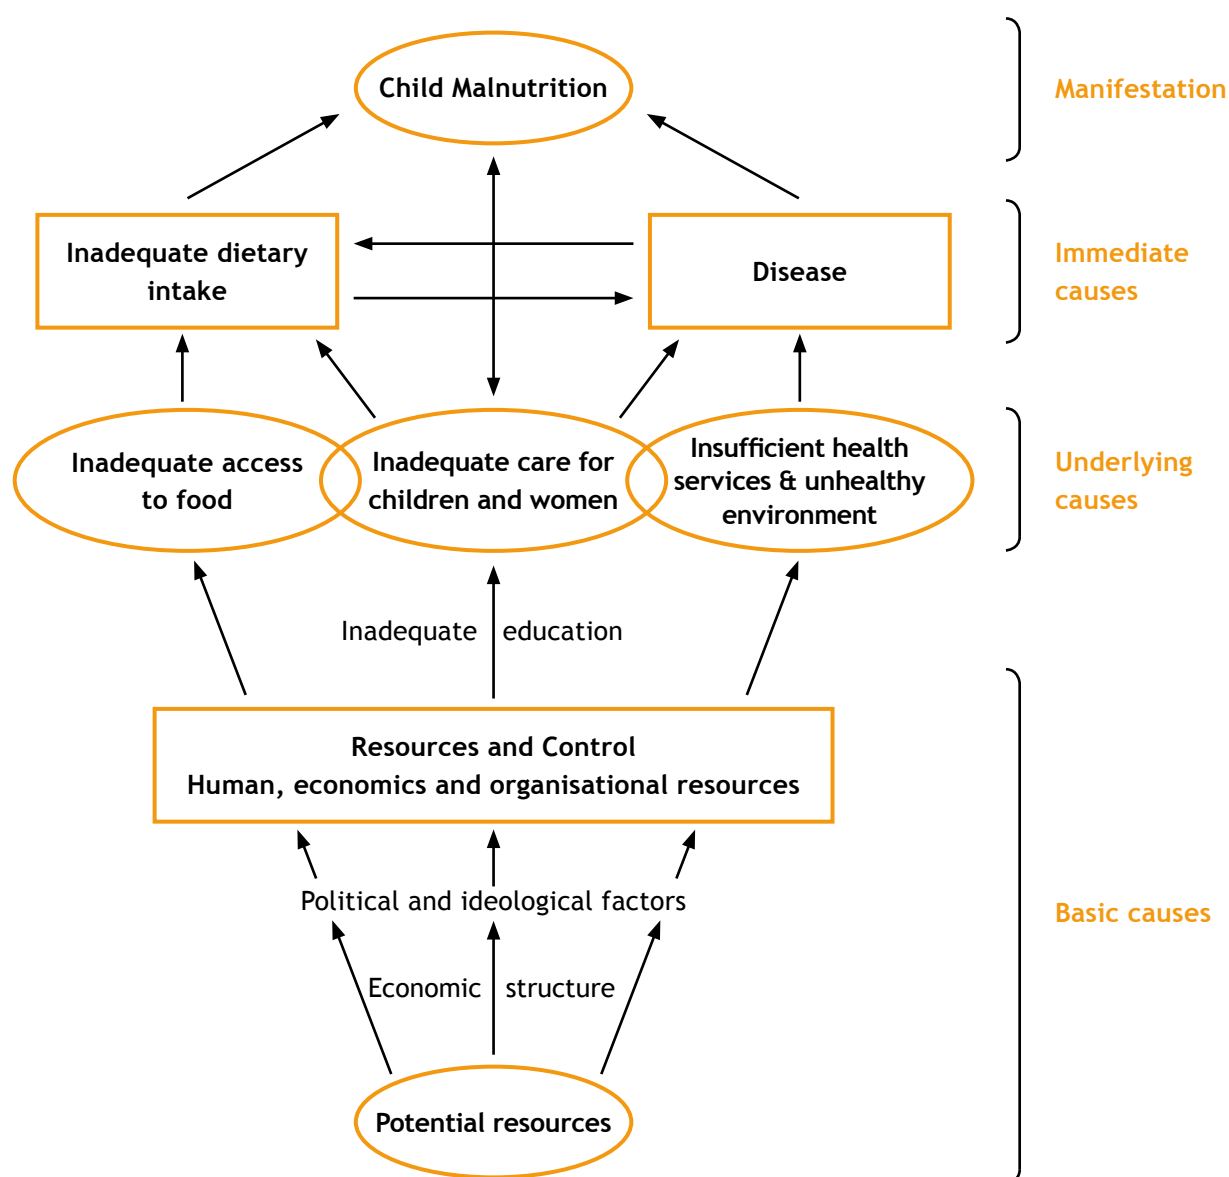 Child Malnutrition
Manifestation
Inadequate dietary
intake
Disease
Immediate
causes
Inadequate access
to food
Inadequate care for
children and women
Insufficient health
services & unhealthy
environment
Underlying
causes
Inadequate education
Resources and Control
Human, economics and organisational resources
Political and ideological factors
Economic structure
Basic causes
Potential resources